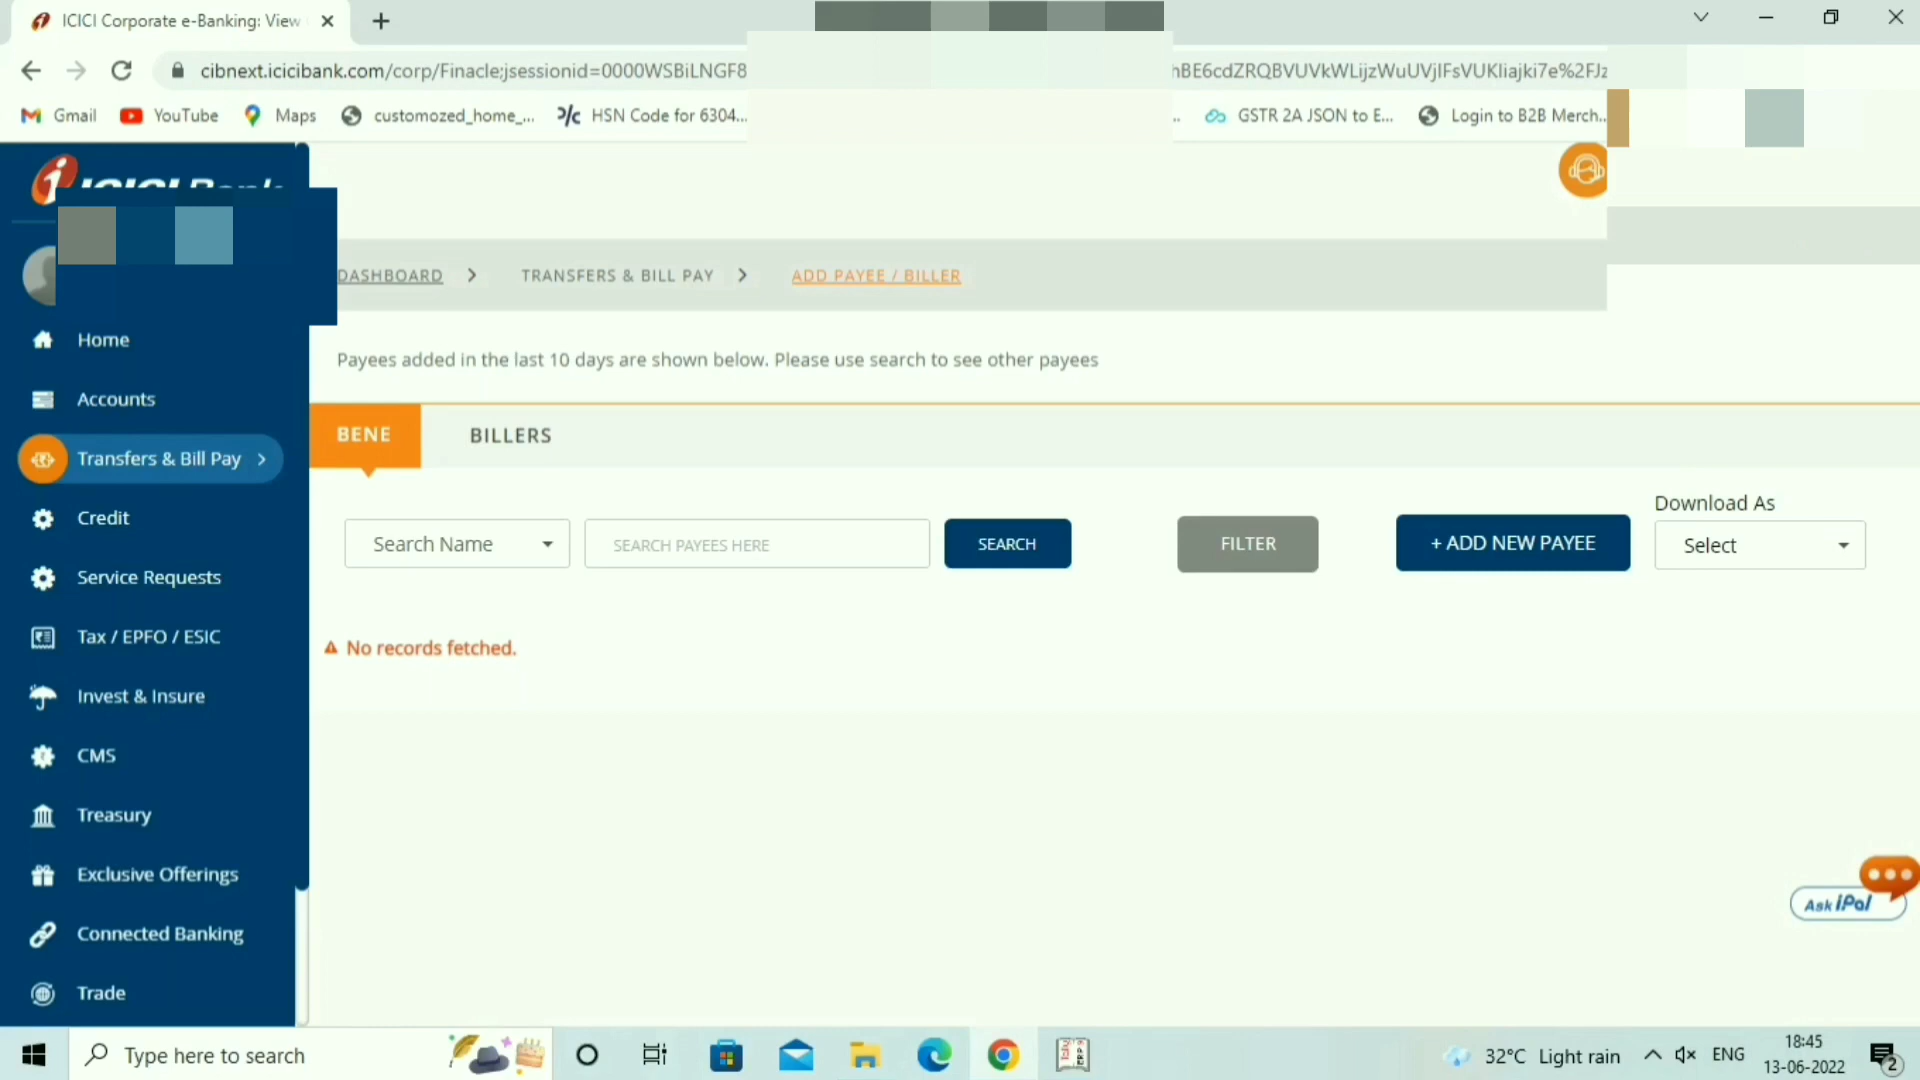 ICICI Corporate e-Banking: View
cibnext.icicibank.com/corp/Finacle;jsessionid=0000WSBiLNGF8
Gmail
YouTube
Maps
customozed_home_...
HSN Code for 6304...
GSTR 2A JSON to E...
Login to B2B Merch...
ICICI Bank
DASHBOARD
TRANSFERS & BILL PAY
ADD PAYEE / BILLER
Home
Accounts
Transfers & Bill Pay
Credit
Service Requests
Tax / EPFO / ESIC
Invest & Insure
CMS
Treasury
Exclusive Offerings
Connected Banking
Trade
Payees added in the last 10 days are shown below. Please use search to see other payees
BENE
BILLERS
Search Name
SEARCH PAYEES HERE
SEARCH
FILTER
+ ADD NEW PAYEE
Download As
Select
No records fetched.
Ask iPal
Type here to search
32°C Light rain
ENG
18:45
13-06-2022
2